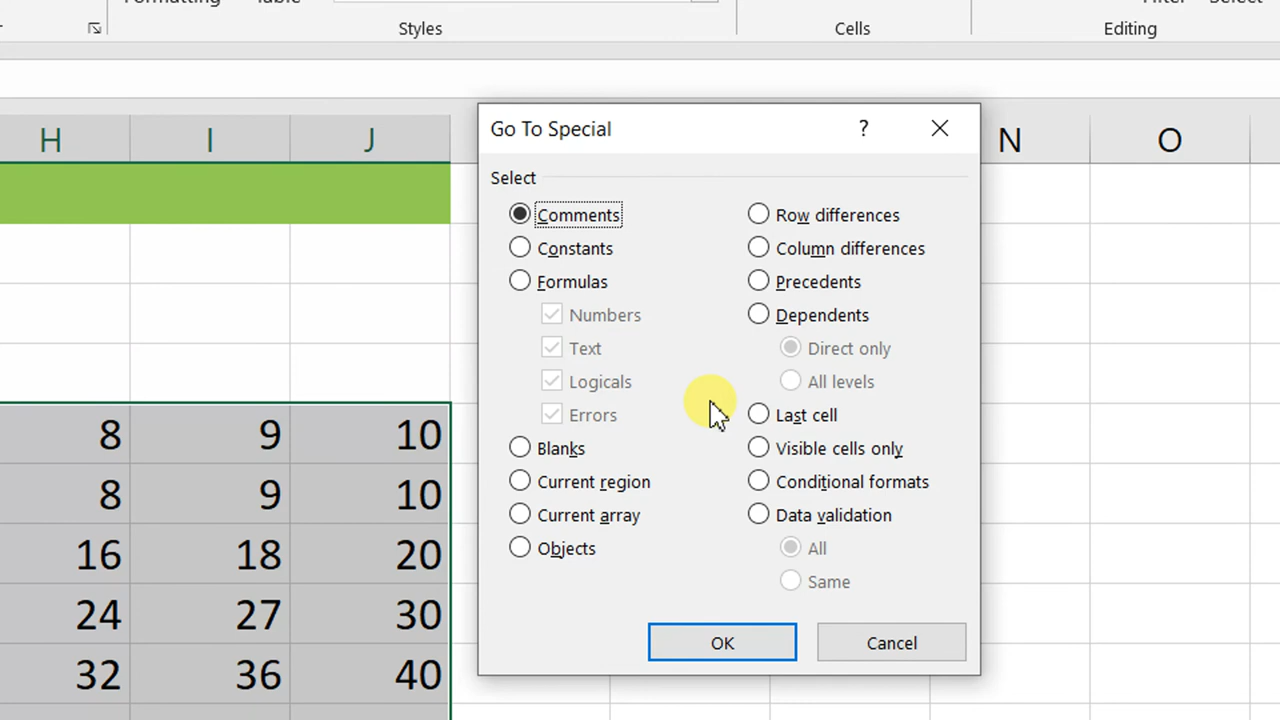 Formatting Table Filter Select
Styles Cells Editing
Go To Special ?
H I J N O
Select
Comments Row differences
Constants Column differences
Formulas Precedents
Numbers Dependents
Text Direct only
Logicals All levels
Errors Last cell
Blanks Visible cells only
Current region Conditional formats
Current array Data validation
Objects All
Same
OK Cancel
8 9 10
8 9 10
16 18 20
24 27 30
32 36 40